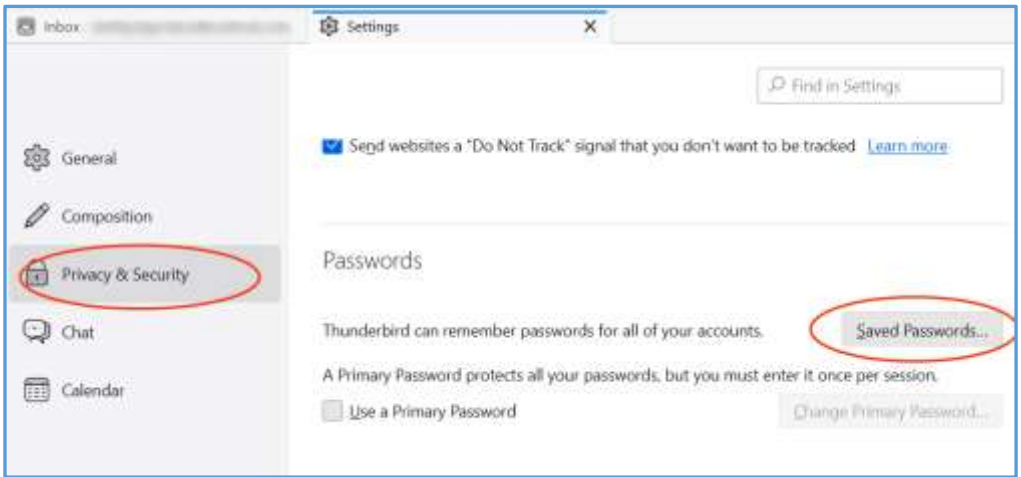 Inbox
Settings
Find in Settings
Send websites a "Do Not Track" signal that you don't want to be tracked Learn more
General
Composition
Privacy & Security
Chat
Calendar
Passwords
Thunderbird can remember passwords for all of your accounts.
Saved Passwords...
A Primary Password protects all your passwords, but you must enter it once per session.
Use a Primary Password
Change Primary Password...